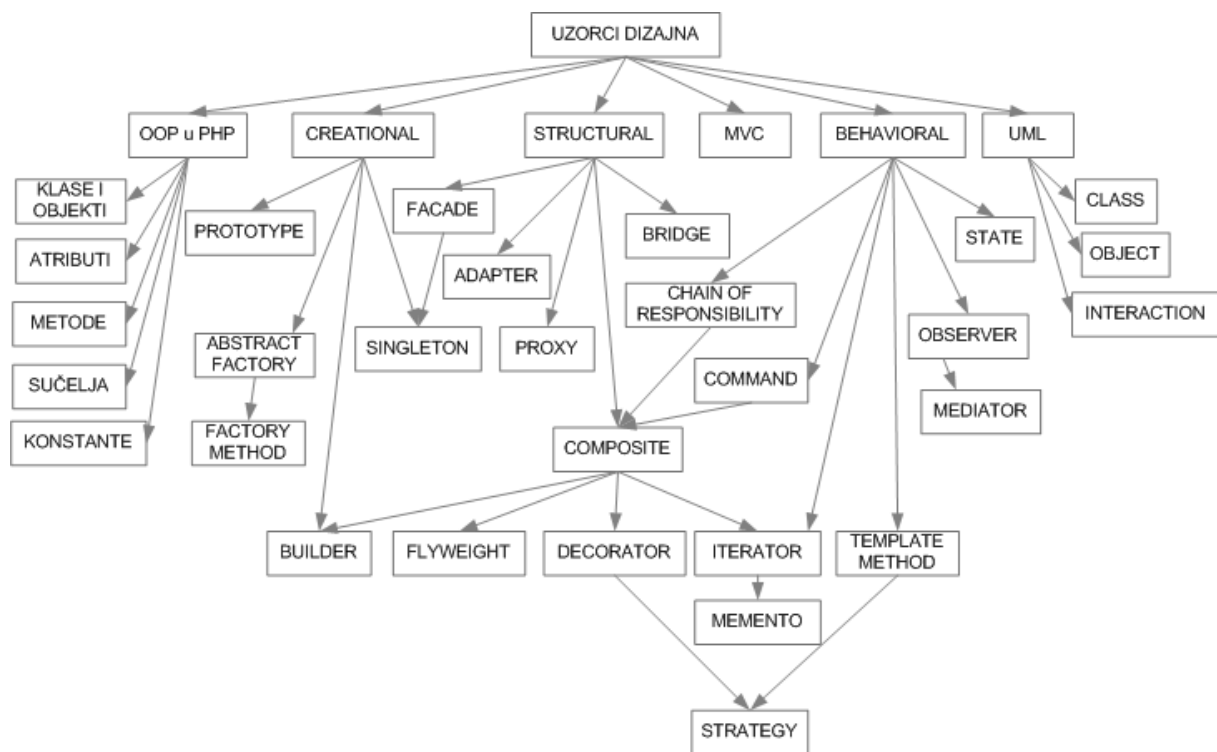 UZORCI DIZAJNA
OOP u PHP
CREATIONAL
STRUCTURAL
MVC
BEHAVIORAL
UML
KLASE I
OBJEKTI
PROTOTYPE
FACADE
BRIDGE
STATE
CLASS
ATRIBUTI
ADAPTER
OBJECT
CHAIN OF
RESPONSIBILITY
METODE
ABSTRACT
FACTORY
SINGLETON
PROXY
OBSERVER
INTERACTION
SUČELJA
COMMAND
MEDIATOR
KONSTANTE
FACTORY
METHOD
COMPOSITE
BUILDER
FLYWEIGHT
DECORATOR
ITERATOR
TEMPLATE
METHOD
MEMENTO
STRATEGY